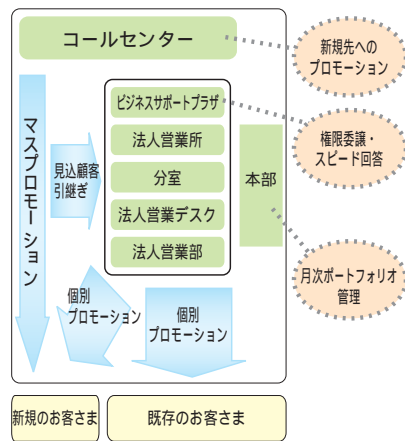 コールセンター
新規先への
プロモーション
マスプロモーション
見込顧客
引継ぎ
ビジネスサポートプラザ
法人営業所
分室
法人営業デスク
法人営業部
本部
権限委譲・
スピード回答
月次ポートフォリオ
管理
個別
プロモーション
個別
プロモーション
新規のお客さま
既存のお客さま